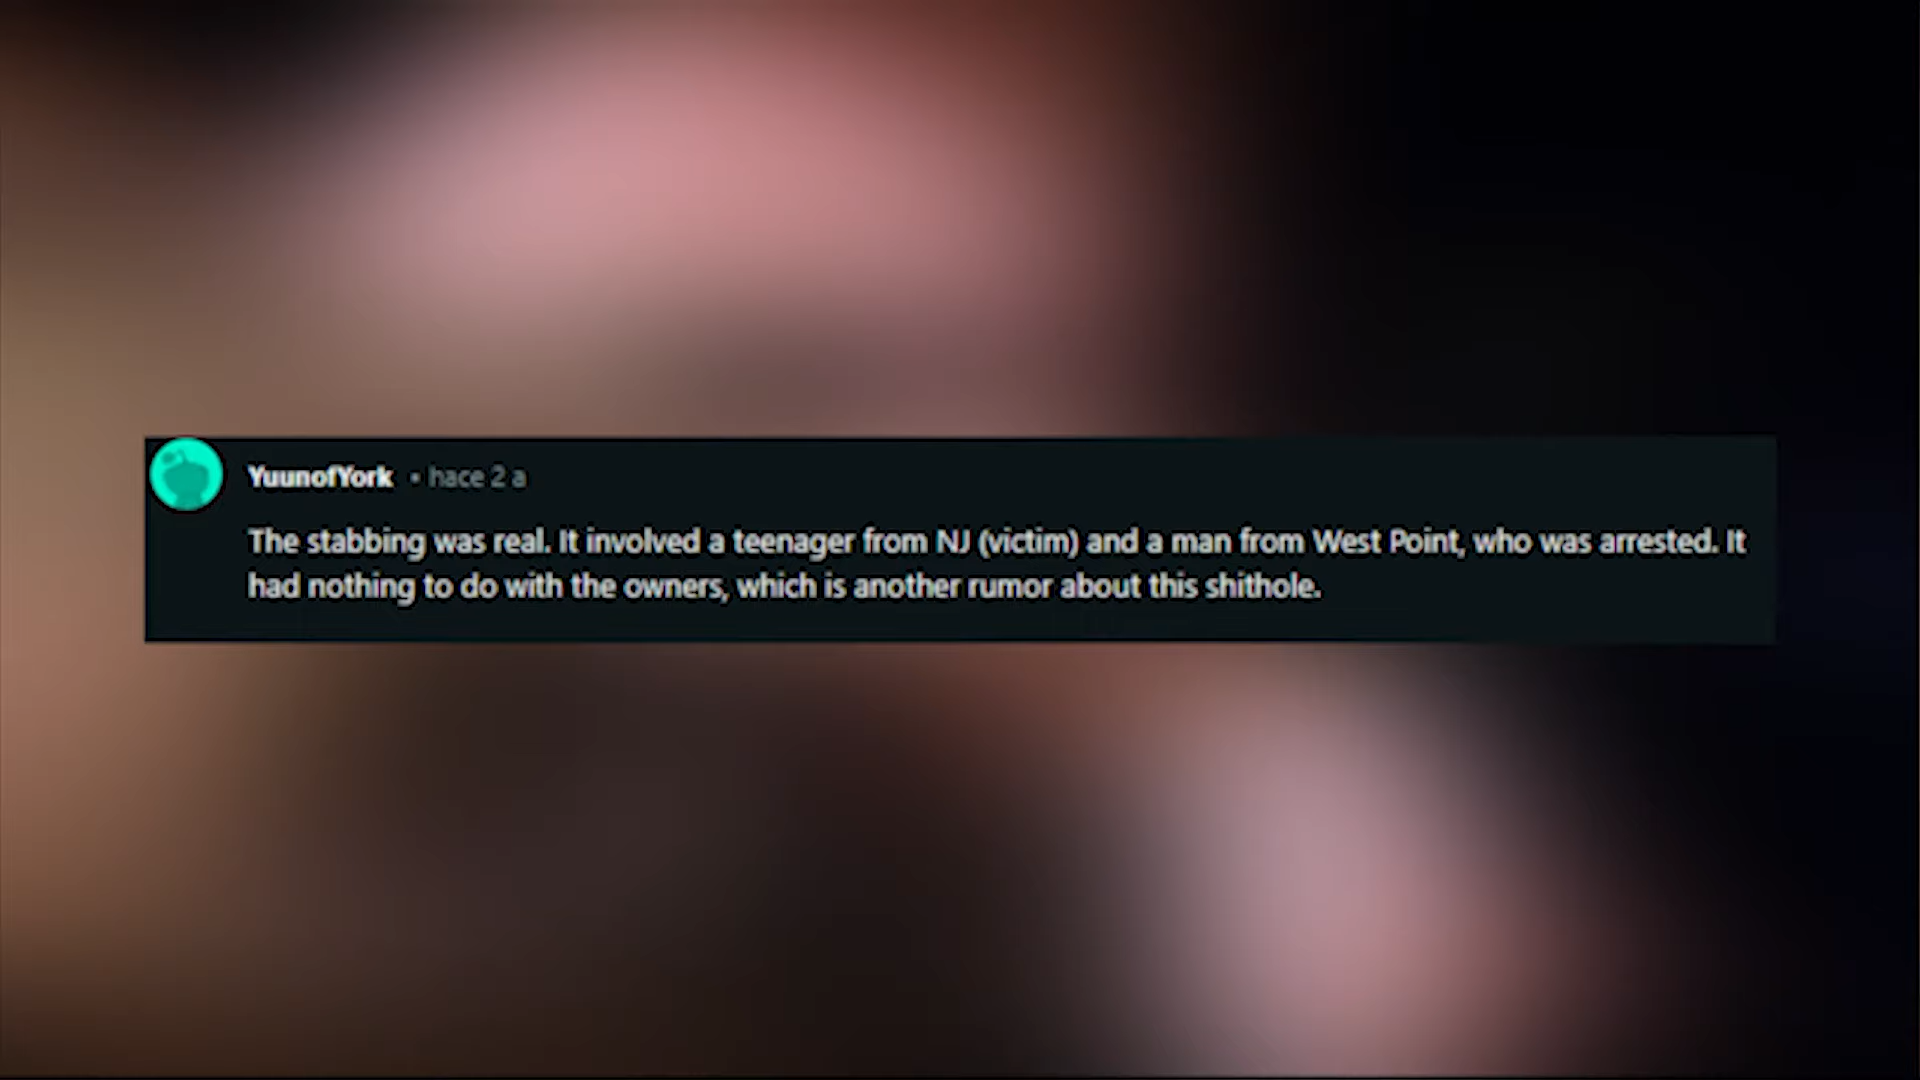 YuunofYork • hace 2 a
The stabbing was real. It involved a teenager from NJ (victim) and a man from West Point, who was arrested. It
had nothing to do with the owners, which is another rumor about this shithole.